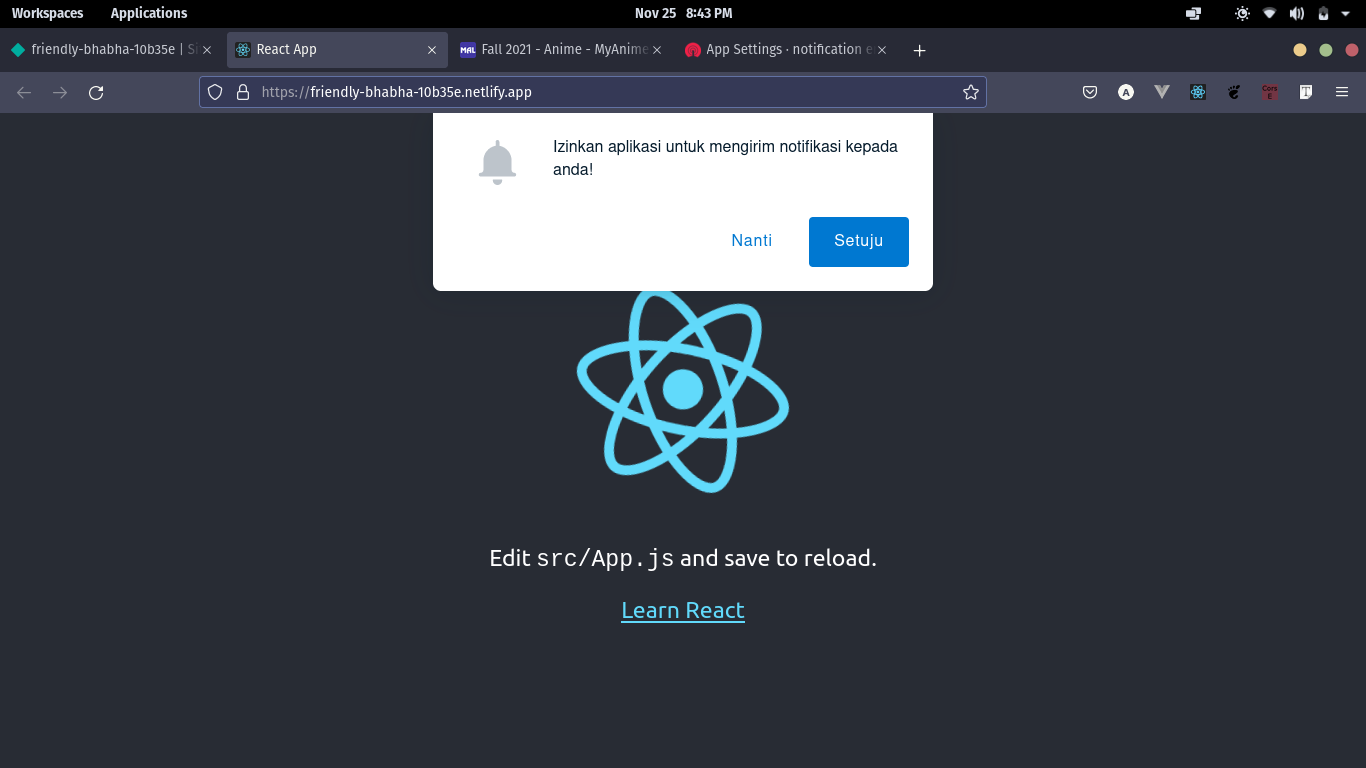 Workspaces Applications Nov 25 8:43 PM
friendly-bhabha-10b35e | Si React App MAL Fall 2021 - Anime - MyAnime App Settings · notification e
https://friendly-bhabha-10b35e.netlify.app A Cors E T
Izinkan aplikasi untuk mengirim notifikasi kepada
anda!
Nanti Setuju
Edit src/App.js and save to reload.
Learn React